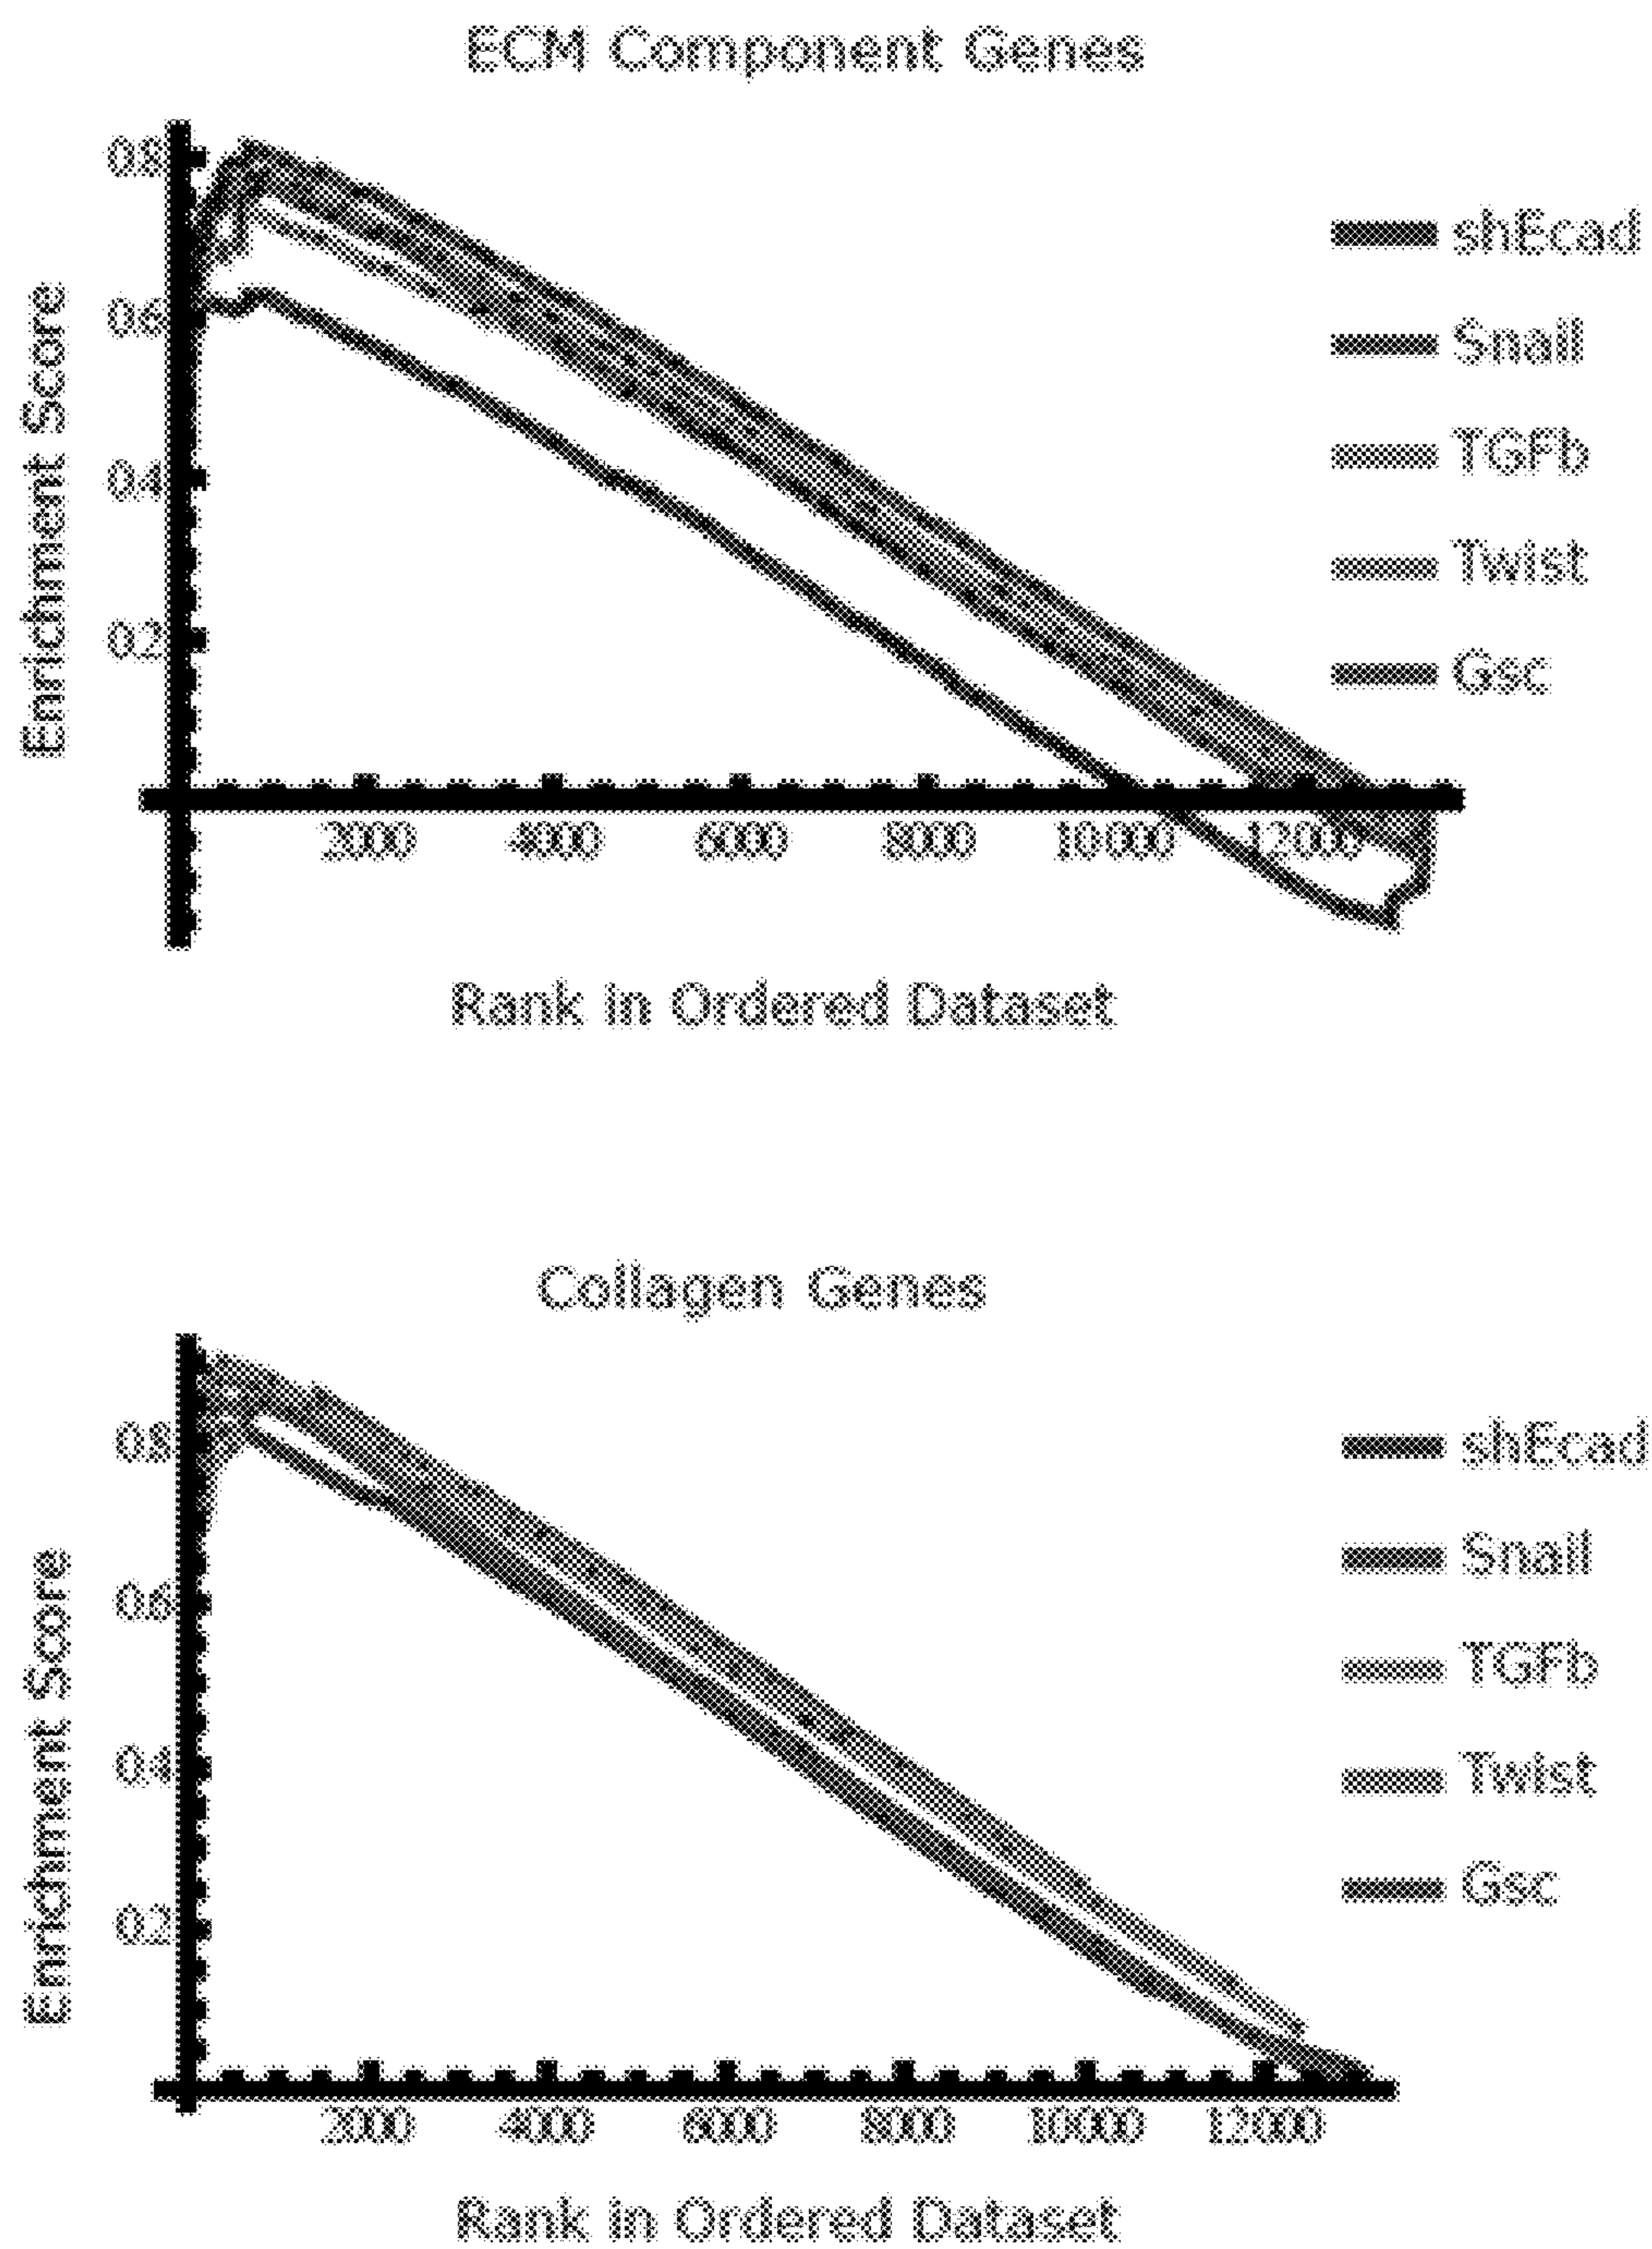 ECM Component Genes
0.8
0.6
0.4
0.2
Enrichment Score
2000 4000 6000 8000 10000 12000
Rank in Ordered Dataset
shEcad
Snail
TGFb
Twist
Gsc
Collagen Genes
0.8
0.6
0.4
0.2
Enrichment Score
2000 4000 6000 8000 10000 12000
Rank in Ordered Dataset
shEcad
Snail
TGFb
Twist
Gsc